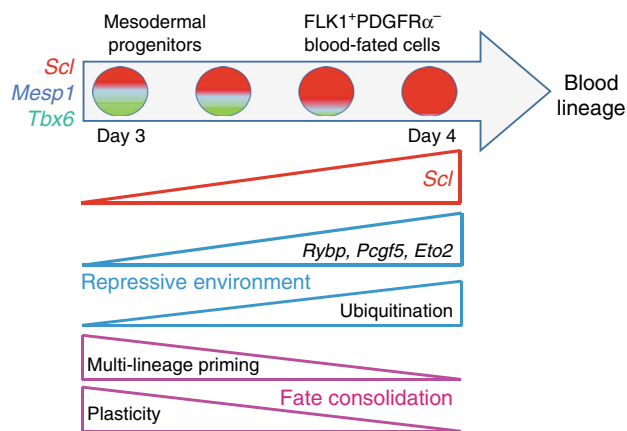 Mesodermal
progenitors
FLK1⁺PDGFRα⁻
blood-fated cells
Scl
Mesp1
Tbx6
Day 3
Day 4
Blood
lineage
Scl
Rybp, Pcgf5, Eto2
Repressive environment
Ubiquitination
Multi-lineage priming
Fate consolidation
Plasticity